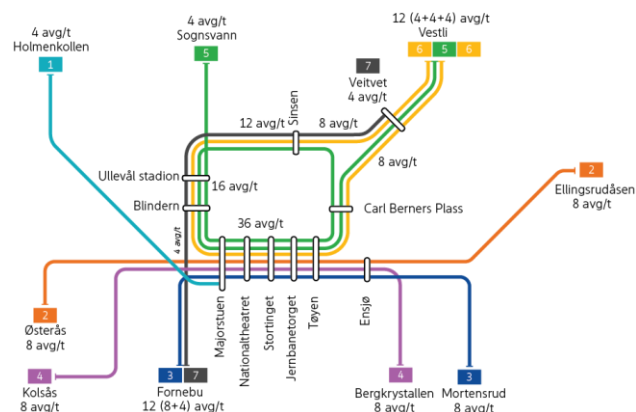 4 avg/t
Holmenkollen
1
4 avg/t
Sognsvann
5
12 (4+4+4) avg/t
Vestli
6 5 6
7
Veitvet
4 avg/t
Sinsen
12 avg/t
8 avg/t
8 avg/t
Ullevål stadion
16 avg/t
Blindern
Carl Berners Plass
2
Ellingsrudåsen
8 avg/t
36 avg/t
4 avg/t
Majorstuen
Nationaltheatret
Stortinget
Jernbanetorget
Tøyen
Ensjø
2
Østerås
8 avg/t
4
Kolsås
8 avg/t
3 7
Fornebu
12 (8+4) avg/t
4
Bergkrystallen
8 avg/t
3
Mortensrud
8 avg/t